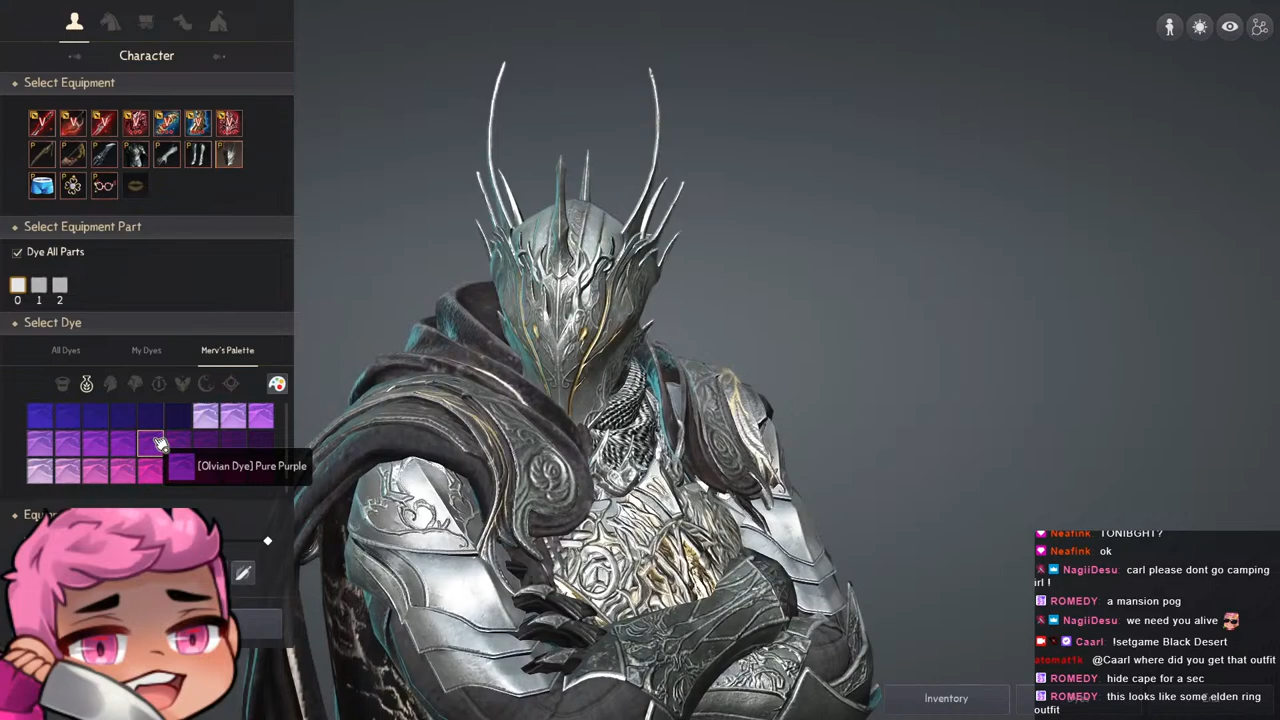 Character
Select Equipment
Select Equipment Part
Dye All Parts
0 1 2
Select Dye
All Dyes My Dyes Merv's Palette
[Olvian Dye] Pure Purple
Neafink TONIBGHT?
Neafink ok
NagiiDesu carl please dont go camping
irl !
ROMEDY a mansion pog
NagiiDesu we need you alive
Caarl !setgame Black Desert
atomat1k @Caarl where did you get that outfit
ROMEDY hide cape for a sec
ROMEDY this looks like some elden ring
outfit
Inventory